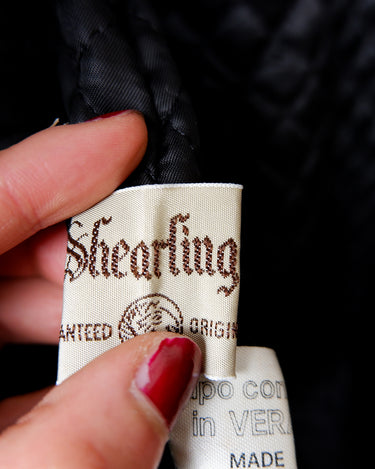 Shearling
ANTEED ORIGIN
upo con
in VER
MADE